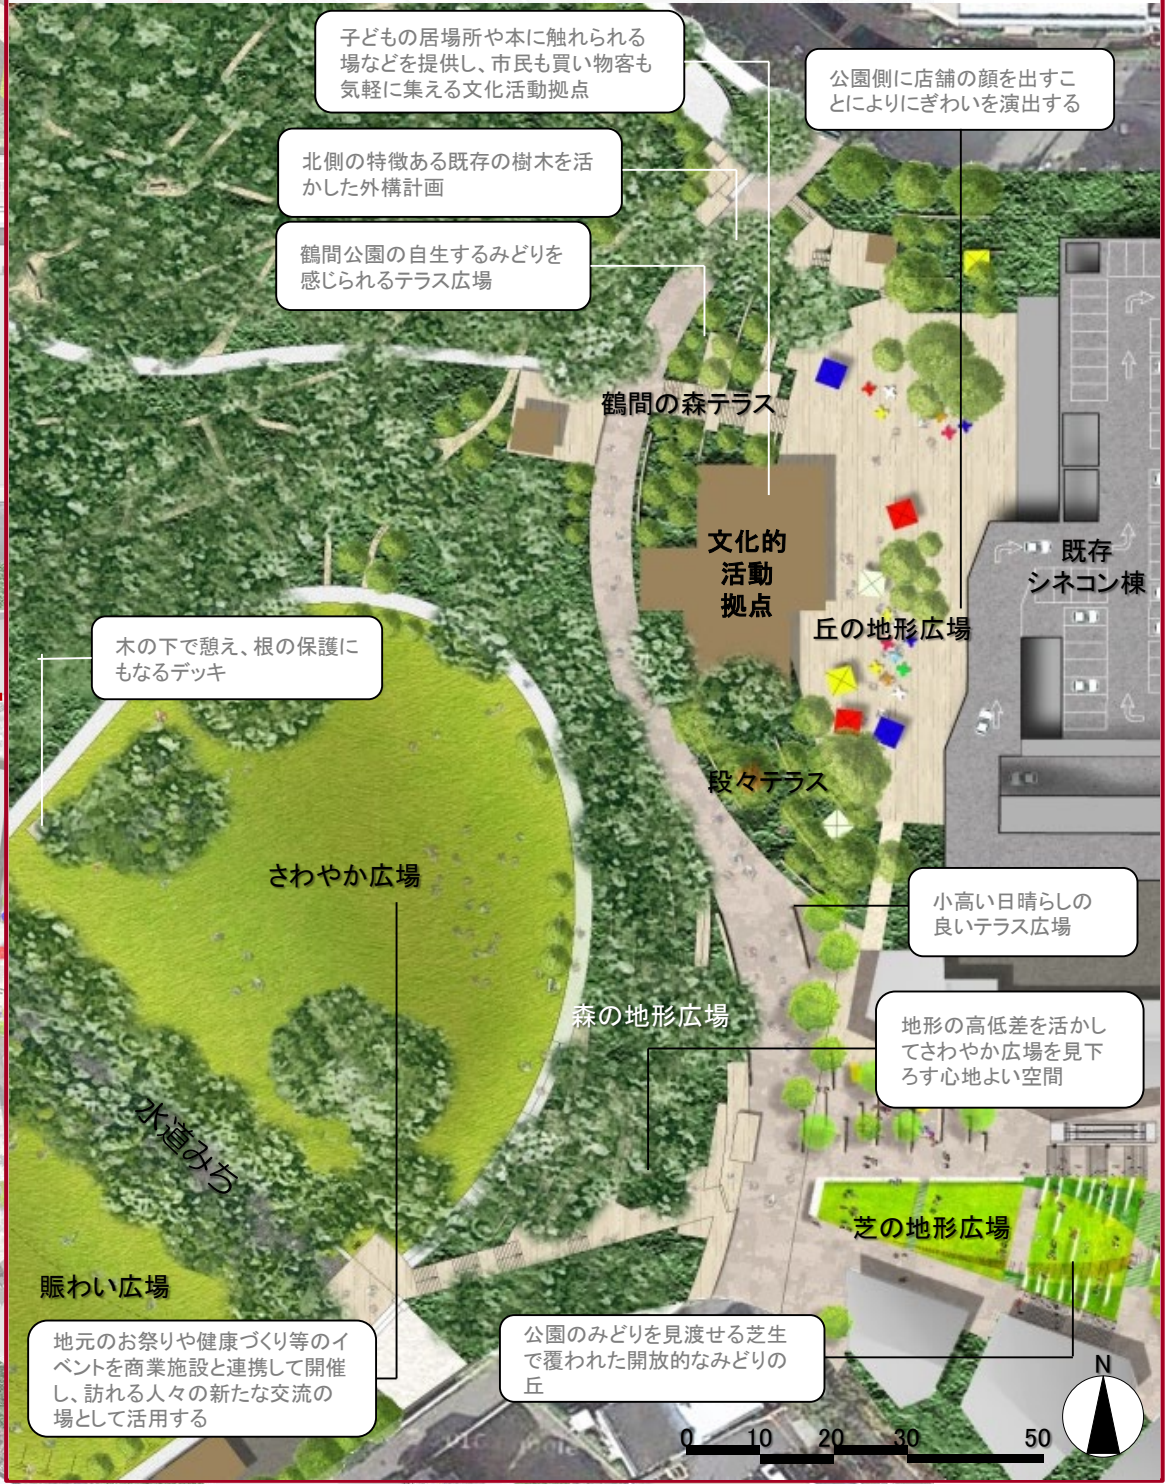 子どもの居場所や本に触れられる
場などを提供し、市民も買い物客も
気軽に集える文化活動拠点
公園側に店舗の顔を出すこ
とによりにぎわいを演出する
北側の特徴ある既存の樹木を活
かした外構計画
鶴間公園の自生するみどりを
感じられるテラス広場
鶴間の森テラス
文化的
活動
拠点
既存
シネコン棟
丘の地形広場
木の下で憩え、根の保護に
もなるデッキ
段々テラス
さわやか広場
小高い日晴らしの
良いテラス広場
森の地形広場
地形の高低差を活かし
てさわやか広場を見下
ろす心地よい空間
水道みち
芝の地形広場
賑わい広場
地元のお祭りや健康づくり等のイ
ベントを商業施設と連携して開催
し、訪れる人々の新たな交流の
場として活用する
公園のみどりを見渡せる芝生
で覆われた開放的なみどりの
丘
N
0 10 20 30 50